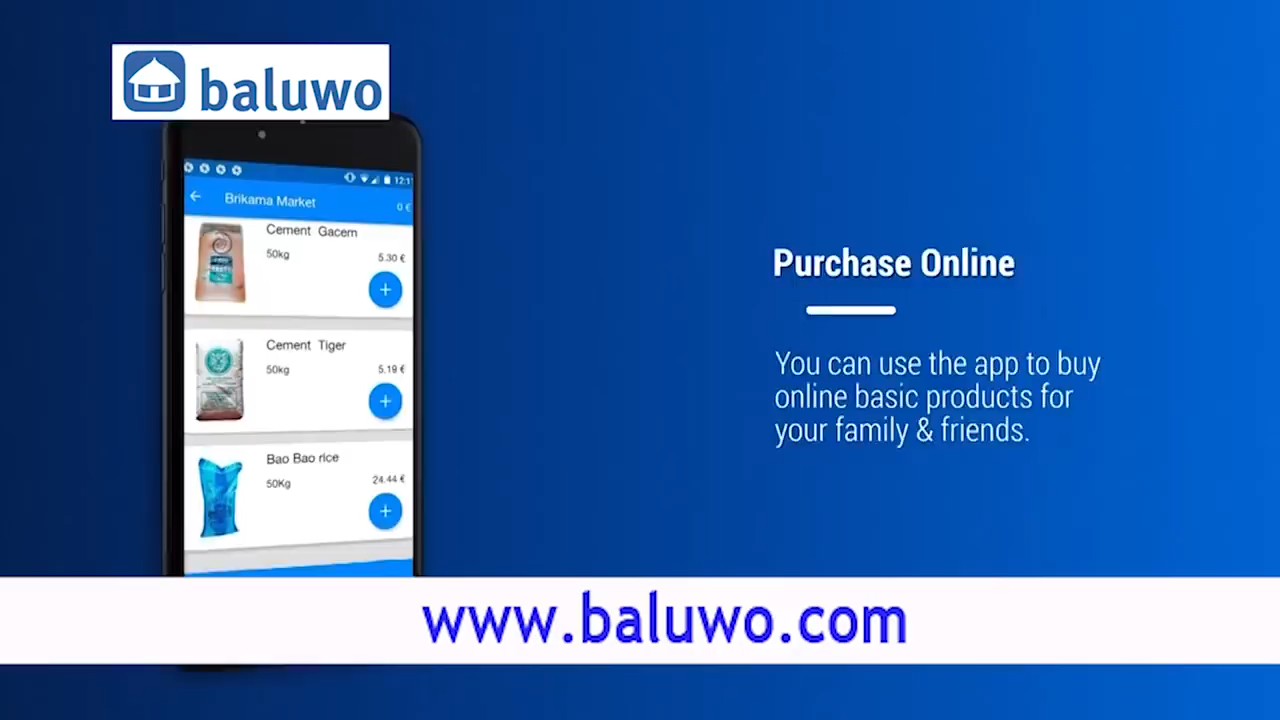 baluwo
12:1
Brikama Market
0 €
Cement Gacem
50kg
5.30 €
Cement Tiger
50kg
5.19 €
Bao Bao rice
50Kg
24.44 €
Purchase Online
You can use the app to buy
online basic products for
your family & friends.
www.baluwo.com